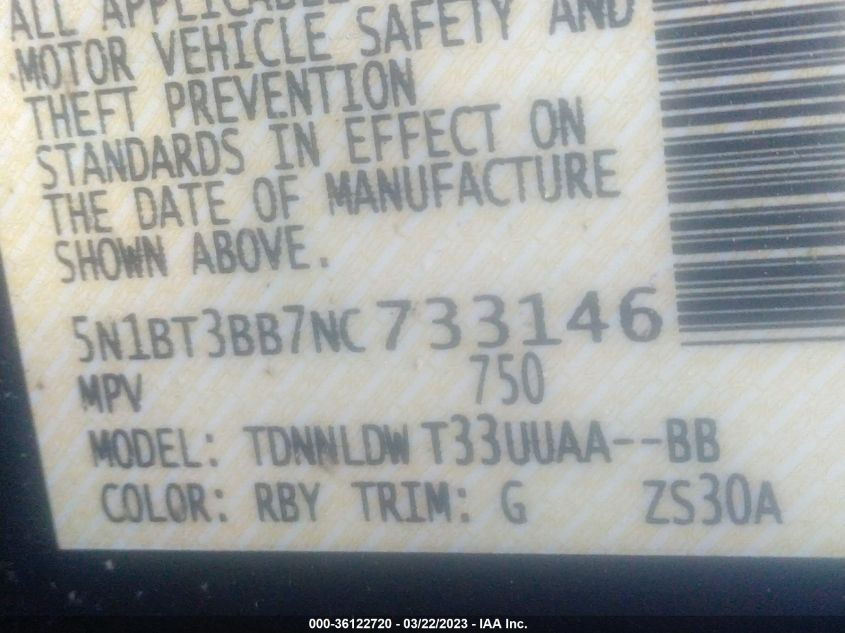 ALL APPLICABLE
MOTOR VEHICLE SAFETY AND
THEFT PREVENTION
STANDARDS IN EFFECT ON
THE DATE OF MANUFACTURE
SHOWN ABOVE.
5N1BT3BB7NC733146
MPV 750
MODEL: TDNNLDW T33UUAA--BB
COLOR: RBY TRIM: G ZS30A
000-36122720 - 03/22/2023 - IAA Inc.